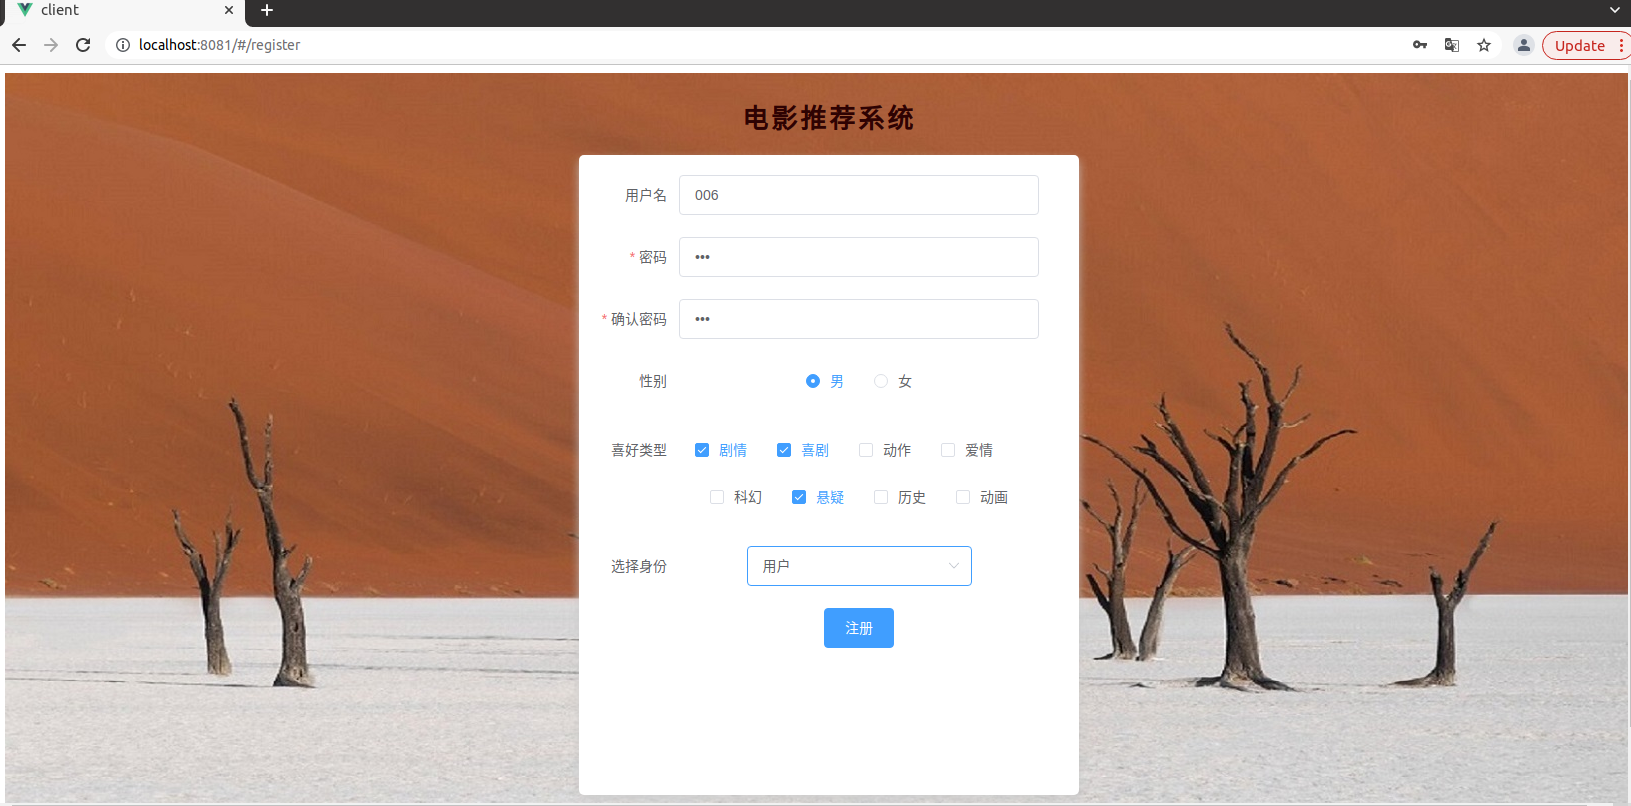 client
localhost:8081/#/register
Update
电影推荐系统
用户名 006
* 密码 •••
* 确认密码 •••
性别 男 女
喜好类型 剧情 喜剧 动作 爱情
科幻 悬疑 历史 动画
选择身份 用户
注册